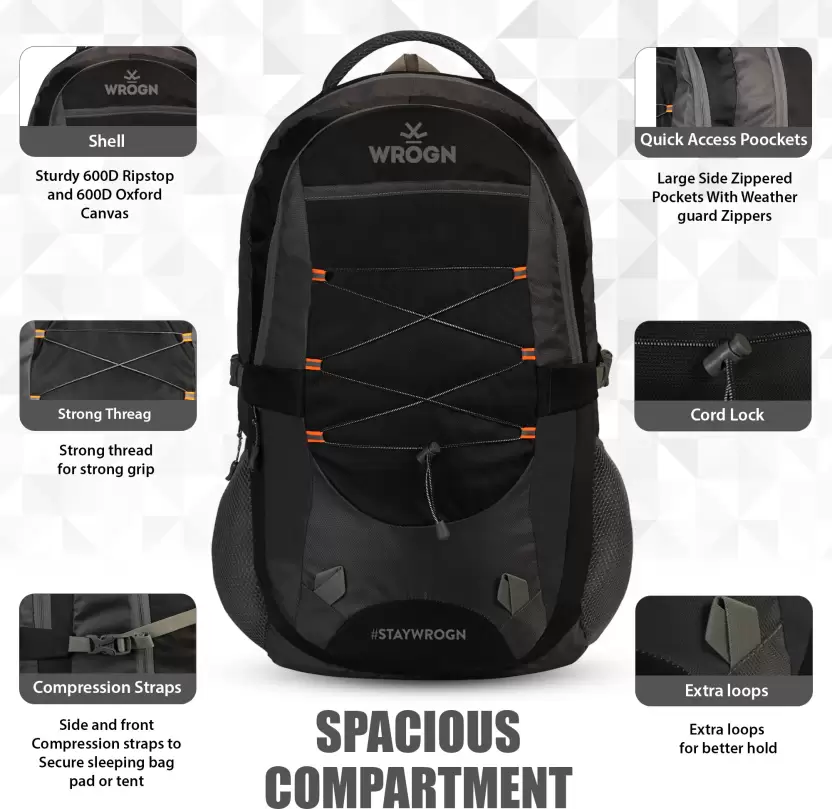 WROGN
Shell
Sturdy 600D Ripstop
and 600D Oxford
Canvas
Strong Threag
Strong thread
for strong grip
Compression Straps
Side and front
Compression straps to
Secure sleeping bag
pad or tent
WROGN
#STAYWROGN
SPACIOUS
COMPARTMENT
Quick Access Poockets
Large Side Zippered
Pockets With Weather
guard Zippers
Cord Lock
Extra loops
Extra loops
for better hold